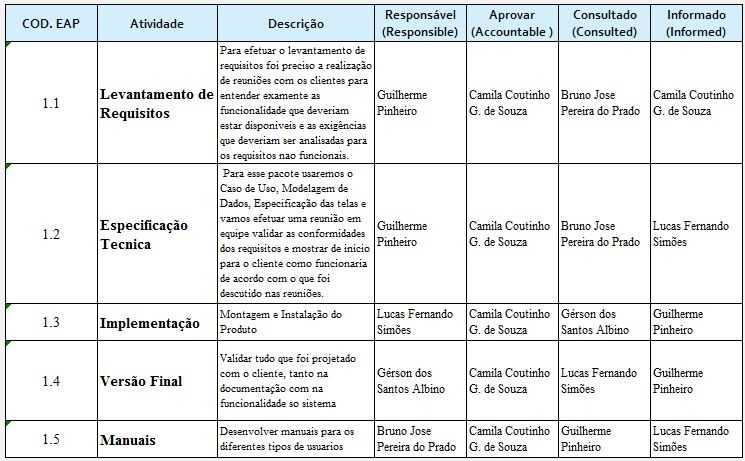 COD. EAP
Atividade
Descrição
Responsável
(Responsible)
Aprovar
(Accountable )
Consultado
(Consulted)
Informado
(Informed)
1.1
Levantamento de
Requisitos
Para efetuar o levantamento de
requisitos foi preciso a realização
de reuniões com os clientes para
entender examente as
funcionalidade que deveriam
estar disponiveis e as exigências
que deveriam ser analisadas para
os requisitos nao funcionais.
Guilherme
Pinheiro
Camila Coutinho
G. de Souza
Bruno Jose
Pereira do Prado
Camila Coutinho
G. de Souza
1.2
Especificação
Tecnica
Para esse pacote usaremos o
Caso de Uso, Modelagem de
Dados, Especificação das telas e
vamos efetuar uma reunião em
equipe validar as conformidades
dos requisitos e mostrar de inicio
para o cliente como funcionaria
de acordo com o que foi
descutido nas reuniões.
Guilherme
Pinheiro
Camila Coutinho
G. de Souza
Bruno Jose
Pereira do Prado
Lucas Fernando
Simões
1.3
Implementação
Montagem e Instalação do
Produto
Lucas Fernando
Simões
Camila Coutinho
G. de Souza
Gérson dos
Santos Albino
Guilherme
Pinheiro
1.4
Versão Final
Validar tudo que foi projetado
com o cliente, tanto na
documentação com na
funcionalidade so sistema
Gérson dos
Santos Albino
Camila Coutinho
G. de Souza
Lucas Fernando
Simões
Guilherme
Pinheiro
1.5
Manuais
Desenvolver manuais para os
diferentes tipos de usuarios
Bruno Jose
Pereira do Prado
Camila Coutinho
G. de Souza
Guilherme
Pinheiro
Lucas Fernando
Simões